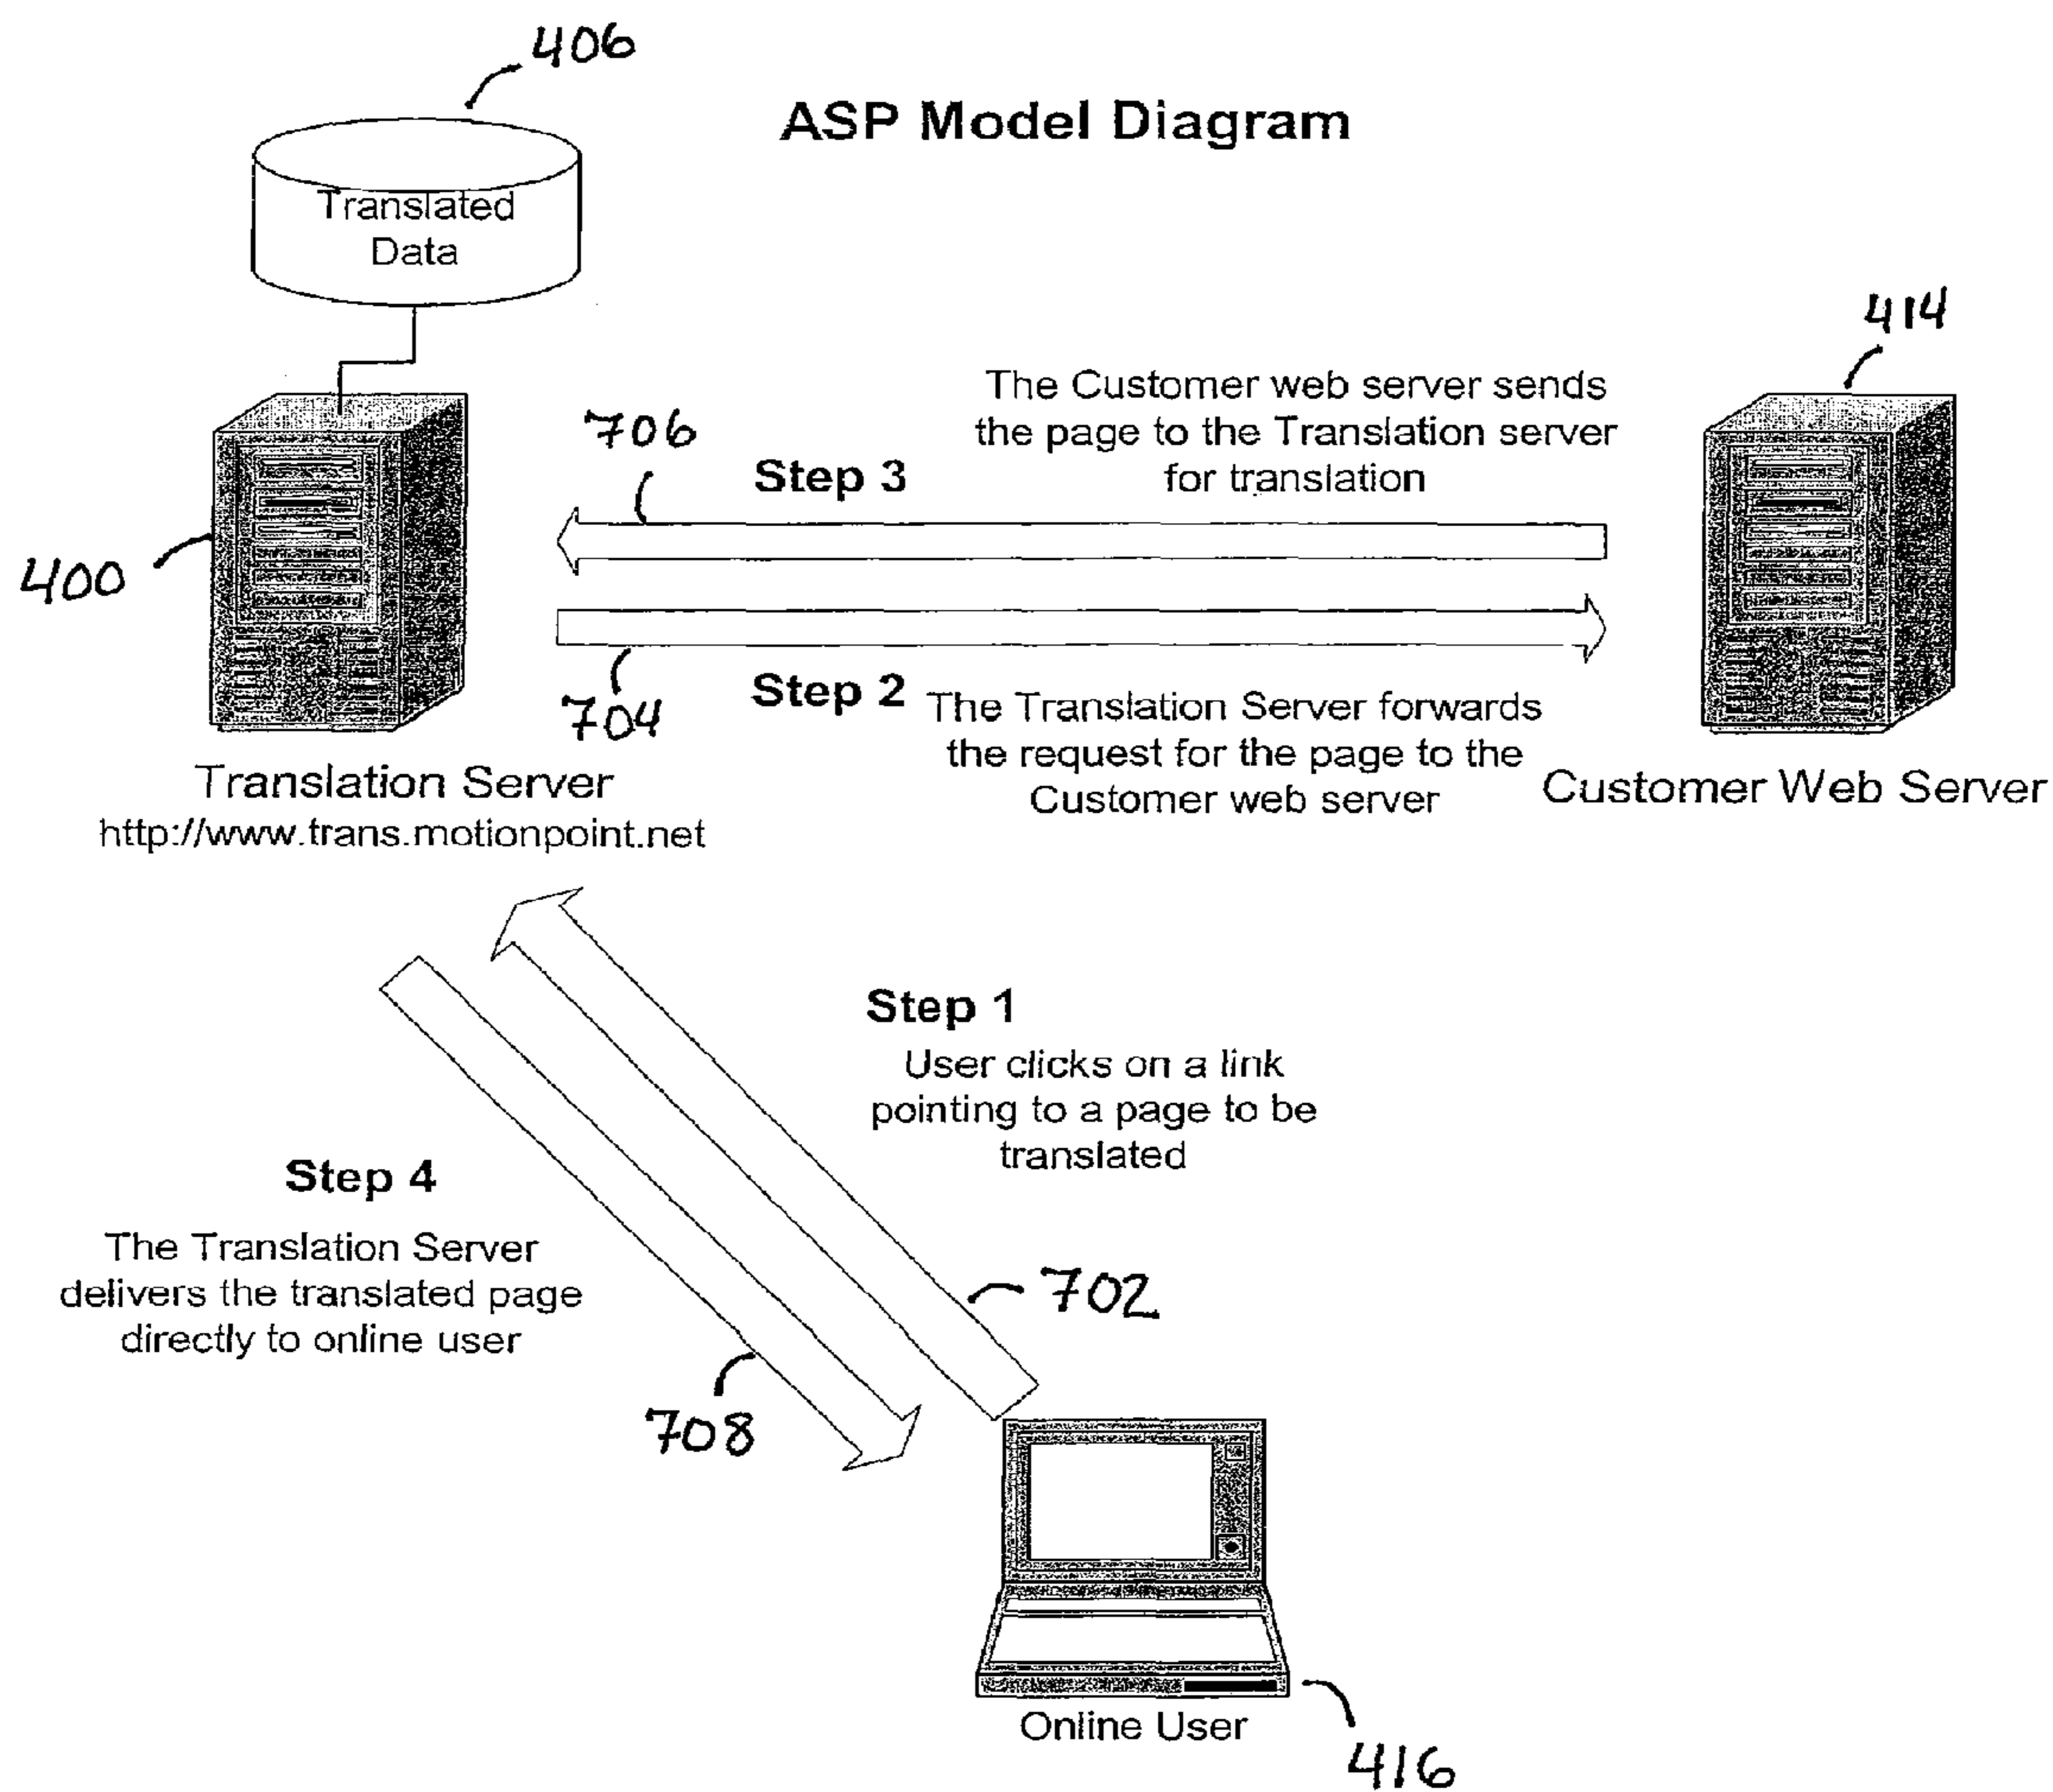 406
ASP Model Diagram
Translated
Data
414
The Customer web server sends
the page to the Translation server
for translation
706
Step 3
400
704
Step 2
The Translation Server forwards
the request for the page to the
Customer web server
Translation Server
http://www.trans.motionpoint.net
Customer Web Server
Step 1
User clicks on a link
pointing to a page to be
translated
Step 4
The Translation Server
delivers the translated page
directly to online user
702
708
Online User
416